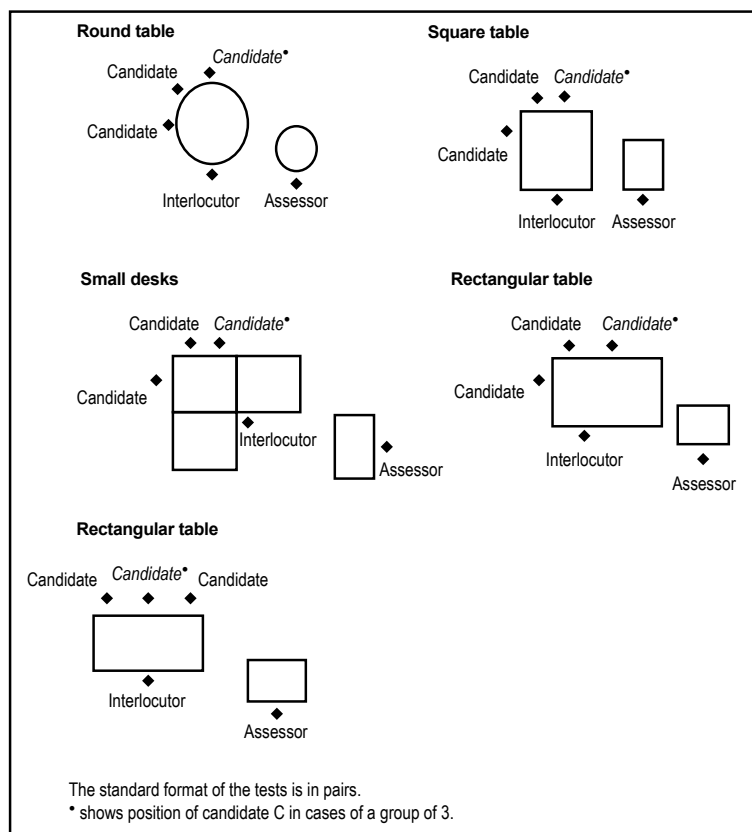 Round table
Candidate*
Candidate
Candidate
Interlocutor
Assessor
Square table
Candidate Candidate•
Candidate
Interlocutor
Assessor
Small desks
Candidate Candidate•
Candidate
Interlocutor
Assessor
Rectangular table
Candidate Candidate•
Candidate
Interlocutor
Assessor
Rectangular table
Candidate Candidate• Candidate
Interlocutor
Assessor
The standard format of the tests is in pairs.
• shows position of candidate C in cases of a group of 3.